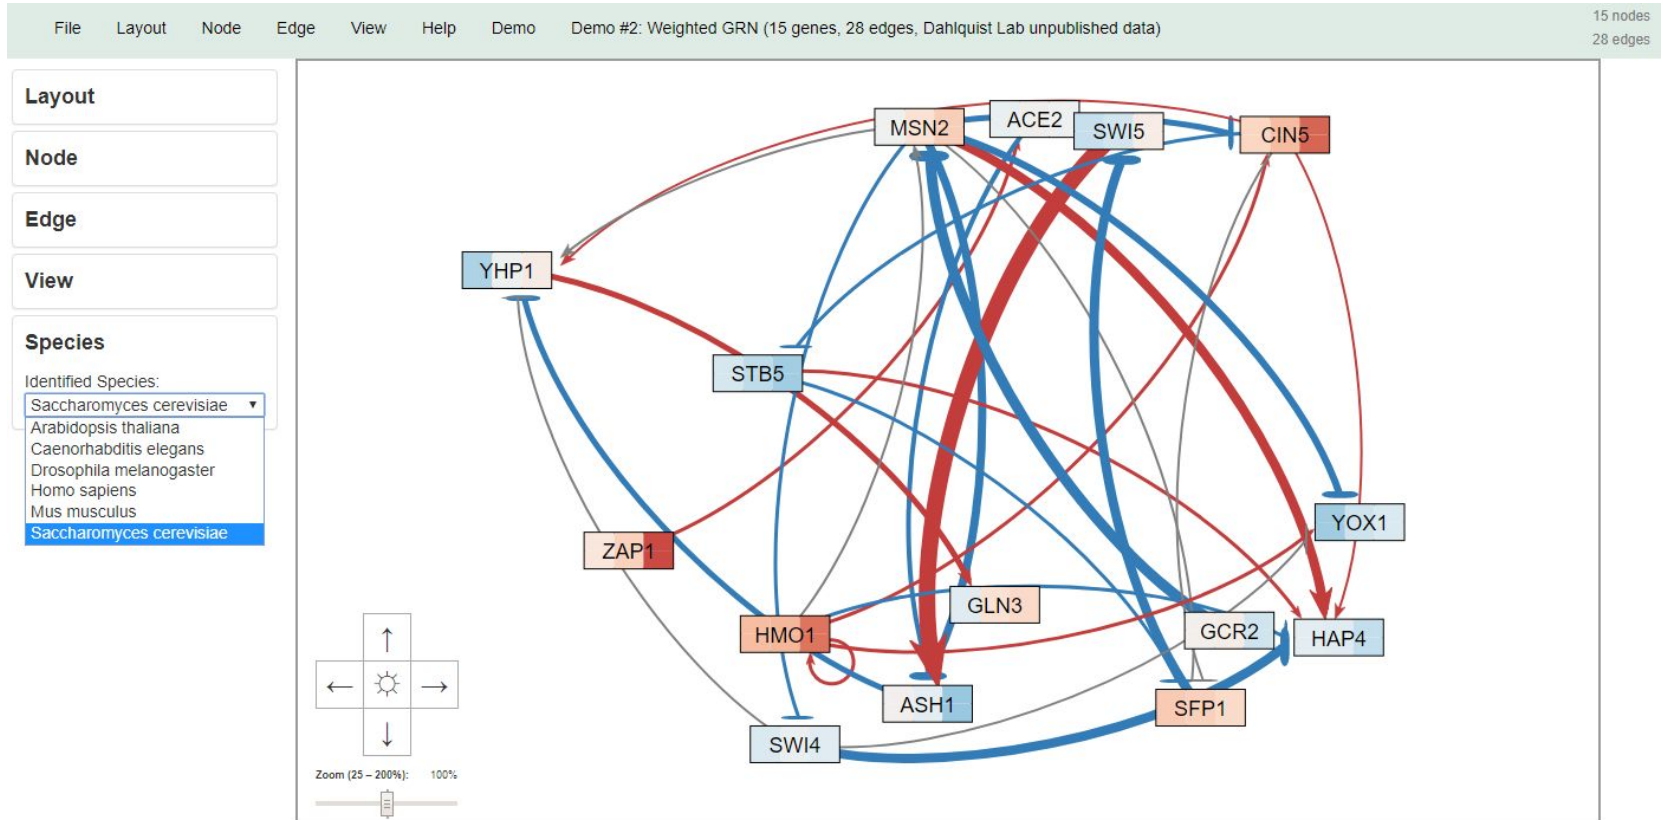 File Layout Node Edge View Help Demo Demo #2: Weighted GRN (15 genes, 28 edges, Dahlquist Lab unpublished data)
15 nodes
28 edges
Layout
Node
Edge
View
Species
Identified Species:
Saccharomyces cerevisiae
Arabidopsis thaliana
Caenorhabditis elegans
Drosophila melanogaster
Homo sapiens
Mus musculus
Saccharomyces cerevisiae
Zoom (25 – 200%): 100%
MSN2
ACE2
SWI5
CIN5
YHP1
STB5
YOX1
ZAP1
GLN3
HMO1
GCR2
HAP4
ASH1
SFP1
SWI4